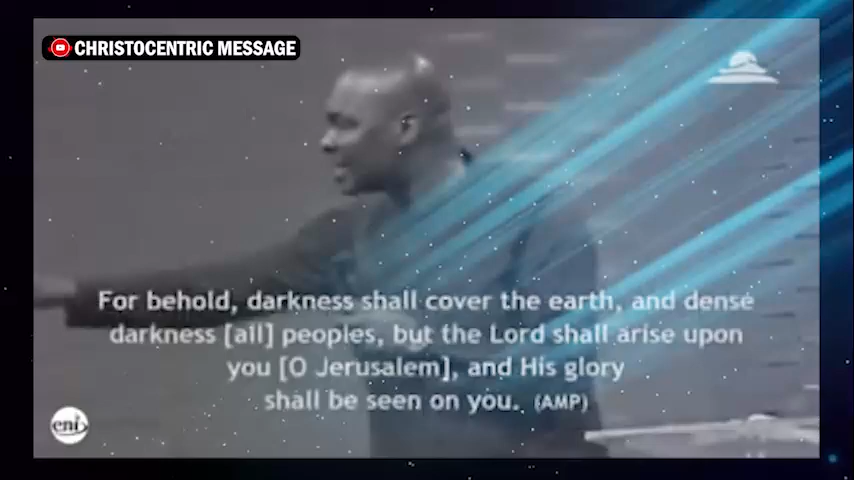 CHRISTOCENTRIC MESSAGE
For behold, darkness shall cover the earth, and dense
darkness [all] peoples, but the Lord shall arise upon
you [O Jerusalem], and His glory
shall be seen on you. (AMP)
eni